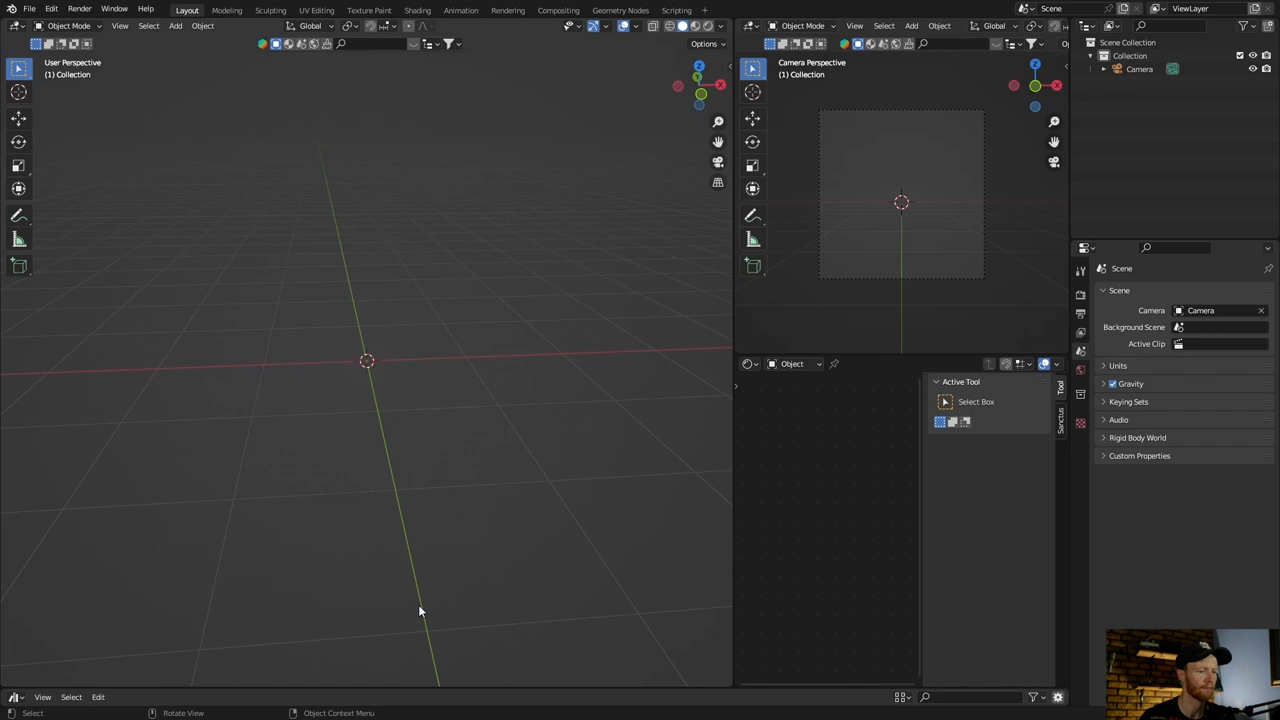 File Edit Render Window Help Layout Modeling Sculpting UV Editing Texture Paint Shading Animation Rendering Compositing Geometry Nodes Scripting + Scene ViewLayer
Object Mode View Select Add Object Global Object Mode View Select Add Object Global
Options Op
User Perspective
(1) Collection
Z
Y
X
Camera Perspective
(1) Collection
Z
X
Scene Collection
Collection
Camera
Scene
Scene
Camera Camera
Background Scene
Active Clip
Units
Gravity
Keying Sets
Audio
Rigid Body World
Custom Properties
Object
Active Tool
Select Box
Tool
Sanctus
View Select Edit
Select Rotate View Object Context Menu